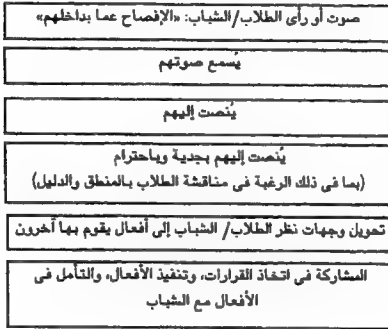 صوت أو رأى الطلاب/الشباب: «الإفصاح عما بداخلهم»
يُسمع صوتهم
يُنصت إليهم
يُنصت إليهم بجدية وباحترام
(بما فى ذلك الرغبة فى مناقشة الطلاب بالمنطق والدليل)
تحويل وجهات نظر الطلاب/ الشباب إلى أفعال يقوم بها آخرون
المشاركة فى اتخاذ القرارات، وتنفيذ الأفعال، والتأمل فى
الأفعال مع الشباب